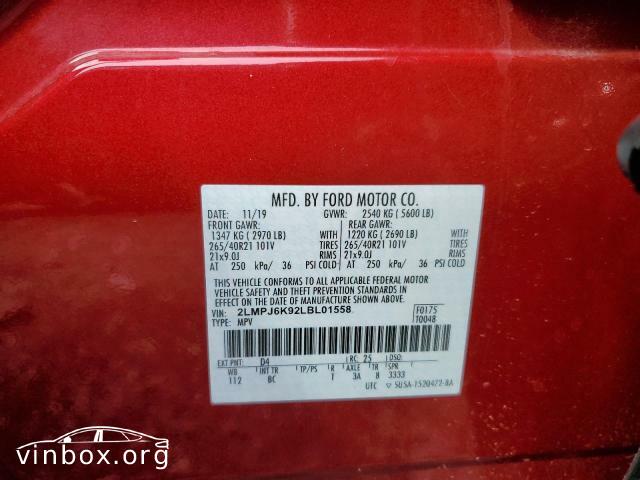 MFD. BY FORD MOTOR CO.
DATE: 11/19 GVWR: 2540 KG ( 5600 LB)
FRONT GAWR: REAR GAWR:
1347 KG ( 2970 LB) WITH 1220 KG ( 2690 LB) WITH
265/40R21 101V TIRES 265/40R21 101V TIRES
21x9.0J RIMS 21x9.0J RIMS
AT 250 kPa/ 36 PSI COLD AT 250 kPa/ 36 PSI COLD
THIS VEHICLE CONFORMS TO ALL APPLICABLE FEDERAL MOTOR
VEHICLE SAFETY AND THEFT PREVENTION STANDARDS IN
EFFECT ON THE DATE OF MANUFACTURE SHOWN ABOVE.
VIN: 2LMPJ6K92LBL01558 F0175
TYPE: MPV T0048
EXT PNT: D4 RC: 25 DSO:
WB INT TR TP/PS R AXLE TR SPR
112 BC T 3A 8 3333
UTC ▽ 5U5A-1520472-BA
vinbox.org